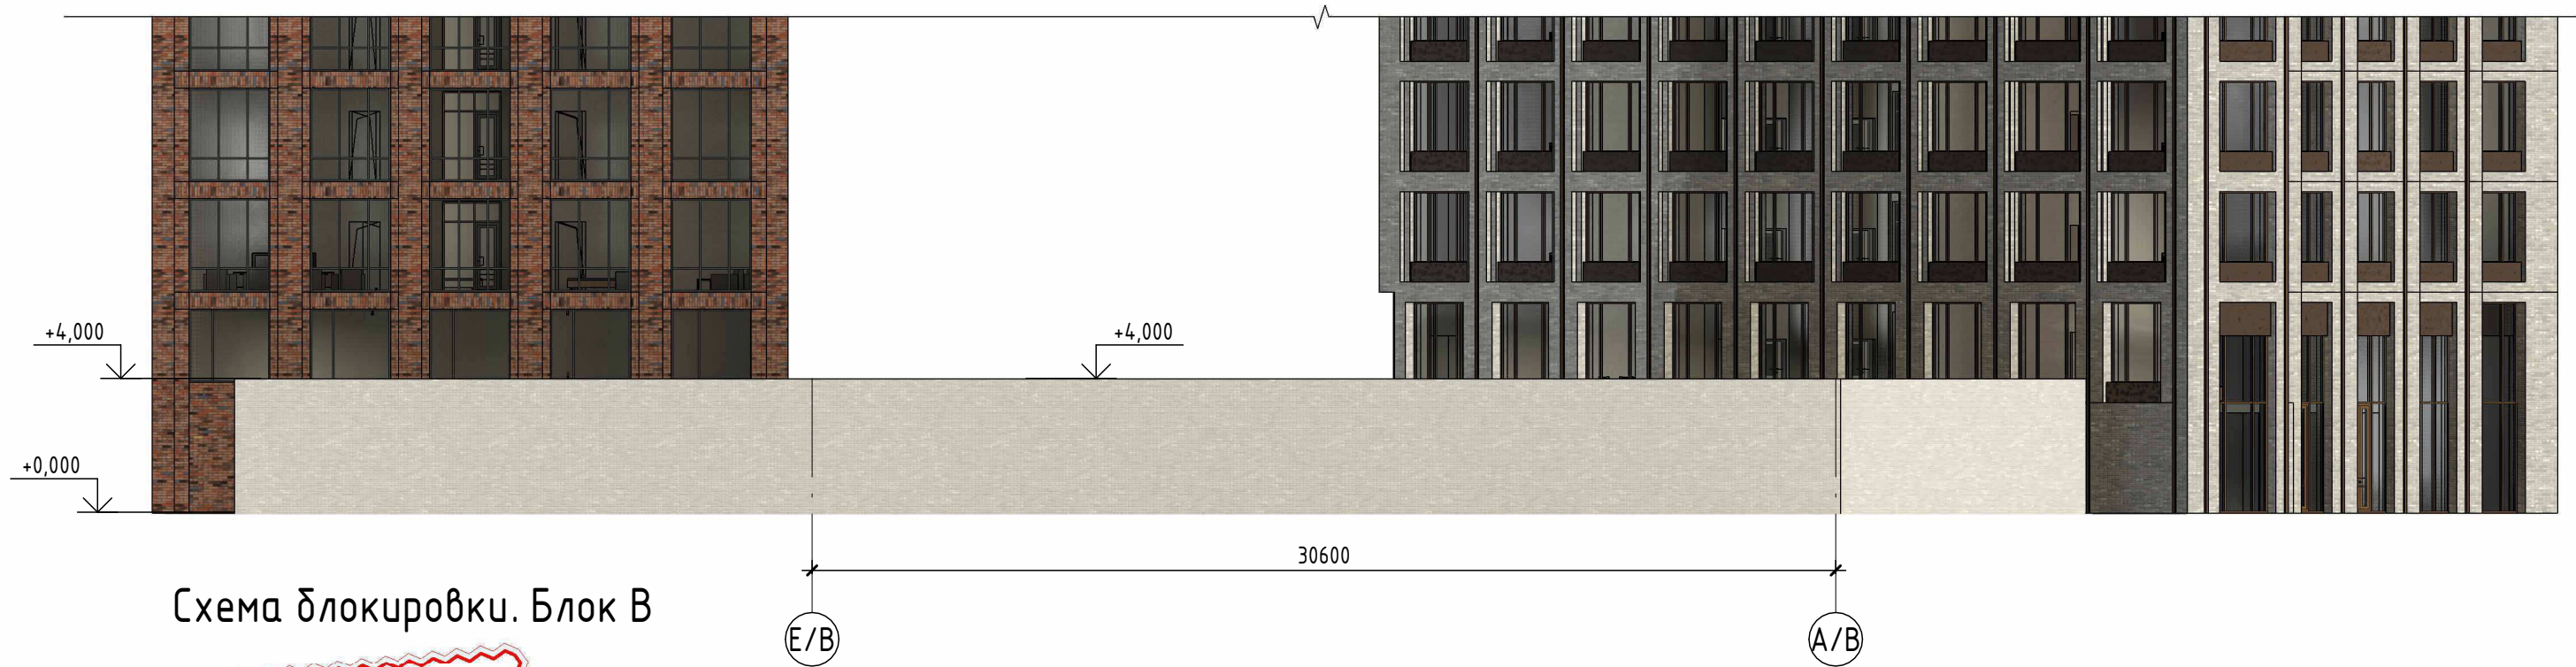 +4,000
+4,000
+0,000
30600
Схема блокировки. Блок В
Е/В
А/В